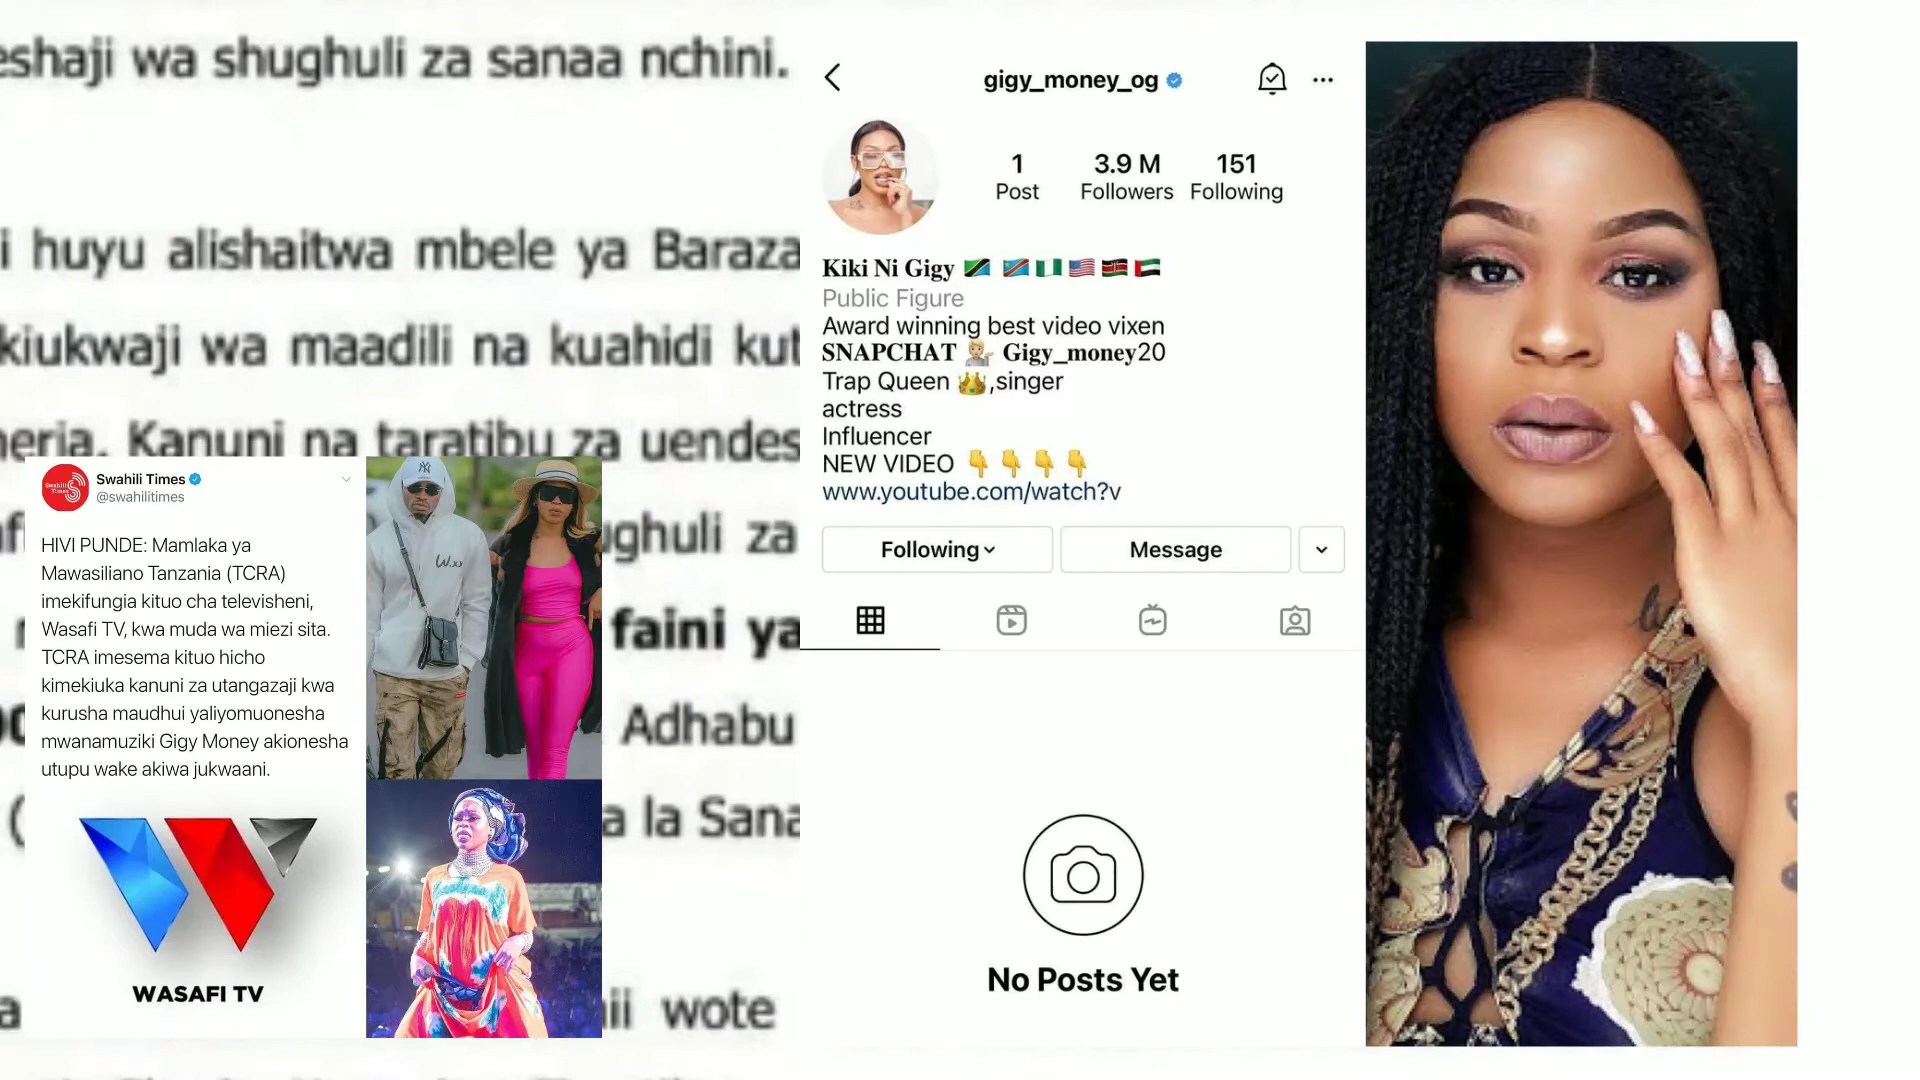 eshaji wa shughuli za sanaa nchini.
i huyu alishaitwa mbele ya Baraza
kiukwaji wa maadili na kuahidi kut
neria. Kanuni na taratibu za uendes
ughuli za
faini ya
Adhabu
a la Sana
wote
Swahili Times
@swahilitimes
HIVI PUNDE: Mamlaka ya
Mawasiliano Tanzania (TCRA)
imekifungia kituo cha televisheni,
Wasafi TV, kwa muda wa miezi sita.
TCRA imesema kituo hicho
kimekiuka kanuni za utangazaji kwa
kurusha maudhui yaliyomuonesha
mwanamuziki Gigy Money akionesha
utupu wake akiwa jukwaani.
WASAFI TV
gigy_money_og
1 3.9 M 151
Post Followers Following
Kiki Ni Gigy 🇹🇿 🇨🇩 🇳🇬 🇺🇸 🇰🇪 🇦🇪
Public Figure
Award winning best video vixen
SNAPCHAT 💁🏼 Gigy_money20
Trap Queen 👑,singer
actress
Influencer
NEW VIDEO 👇 👇 👇 👇
www.youtube.com/watch?v
Following Message
No Posts Yet